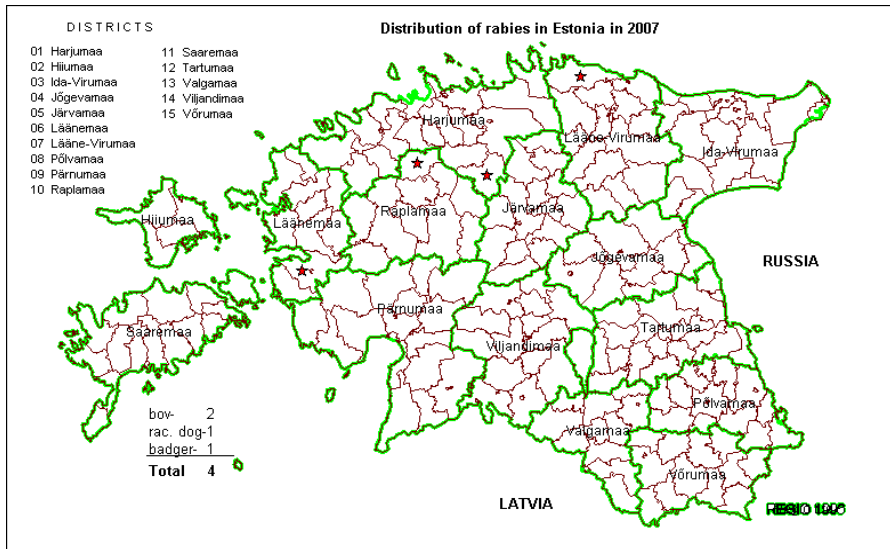 DISTRICTS
Distribution of rabies in Estonia in 2007
01 Harjumaa
02 Hiiumaa
03 Ida-Virumaa
04 Jõgevamaa
05 Järvamaa
06 Läänemaa
07 Lääne-Virumaa
08 Põlvamaa
09 Pärnumaa
10 Raplamaa
11 Saaremaa
12 Tartumaa
13 Valgamaa
14 Viljandimaa
15 Võrumaa
Harjumaa
Lääne-Virumaa
Ida-Virumaa
Hiiumaa
Läänemaa
Raplamaa
Järvamaa
Jõgevamaa
RUSSIA
Saaremaa
Pärnumaa
Viljandimaa
Tartumaa
Põlvamaa
Valgamaa
Võrumaa
bov- 2
rac. dog-1
badger- 1
Total 4
LATVIA